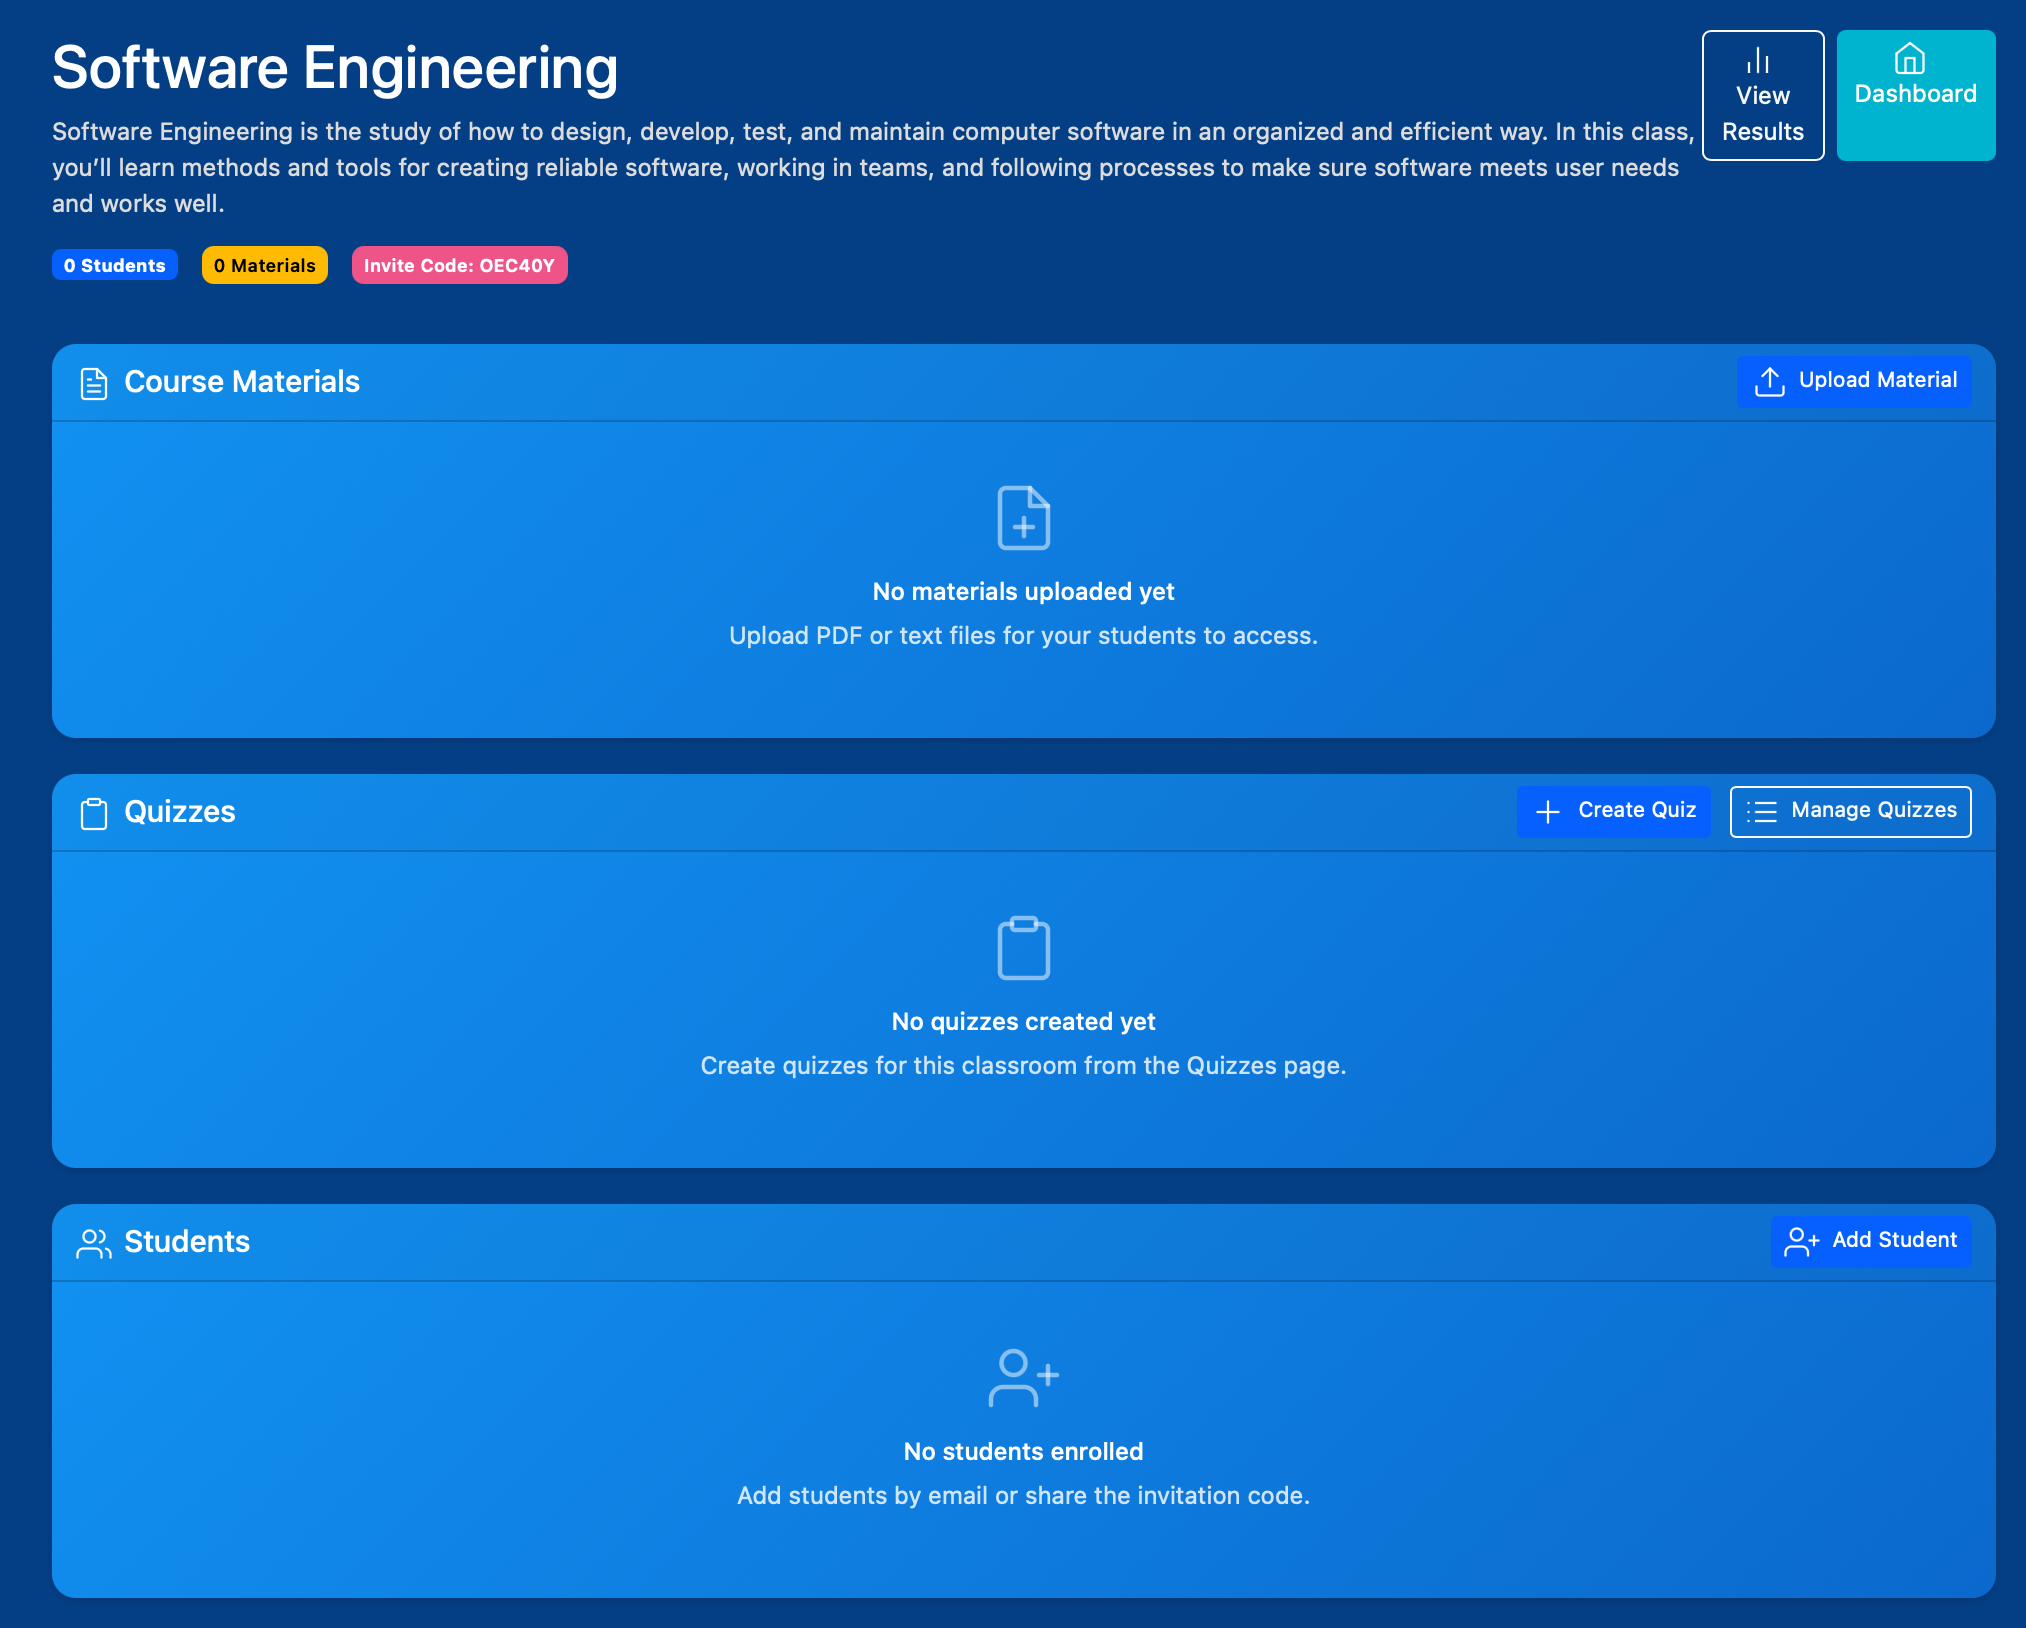 Software Engineering
Software Engineering is the study of how to design, develop, test, and maintain computer software in an organized and efficient way. In this class,
you’ll learn methods and tools for creating reliable software, working in teams, and following processes to make sure software meets user needs
and works well.
View
Results
Dashboard
0 Students
0 Materials
Invite Code: OEC40Y
Course Materials
Upload Material
No materials uploaded yet
Upload PDF or text files for your students to access.
Quizzes
Create Quiz
Manage Quizzes
No quizzes created yet
Create quizzes for this classroom from the Quizzes page.
Students
Add Student
No students enrolled
Add students by email or share the invitation code.